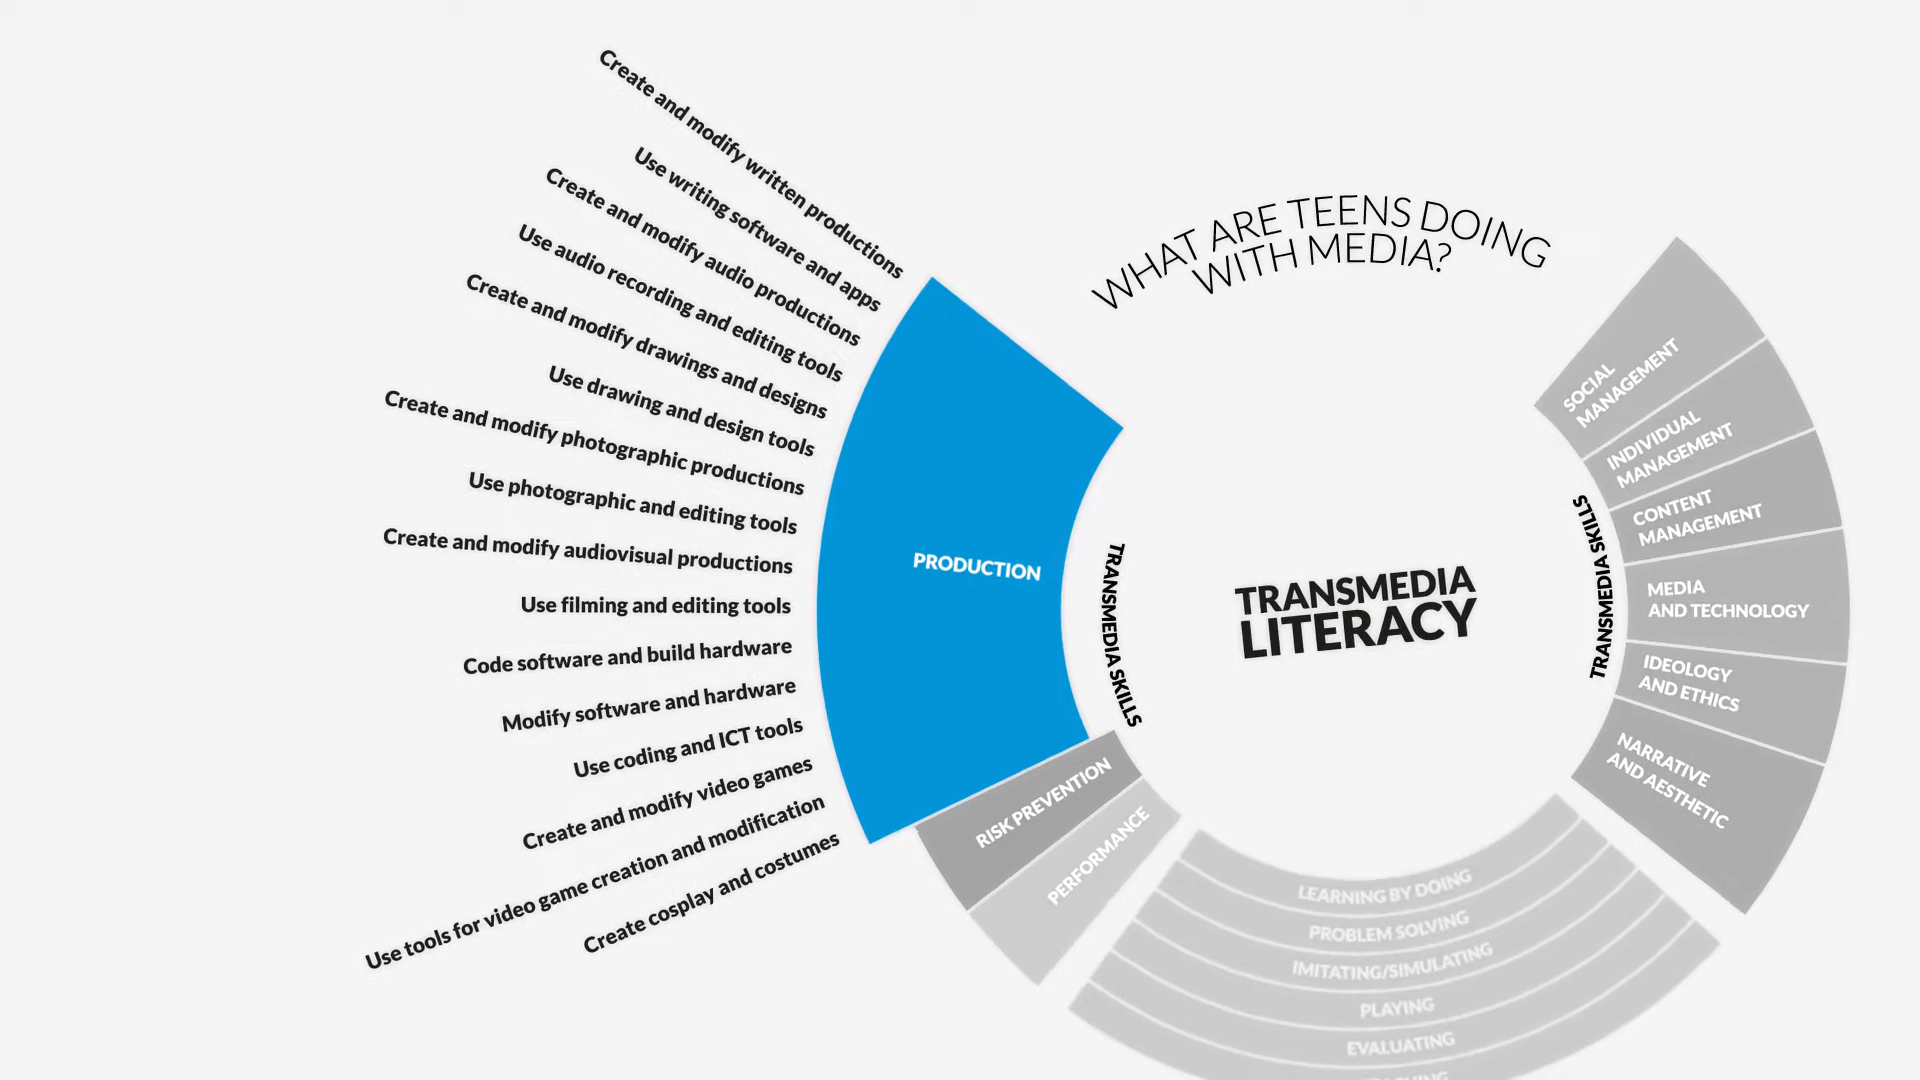 Create and modify written productions
Use writing software and apps
Create and modify audio productions
Use audio recording and editing tools
Create and modify drawings and designs
Use drawing and design tools
Create and modify photographic productions
Use photographic and editing tools
Create and modify audiovisual productions
Use filming and editing tools
Code software and build hardware
Modify software and hardware
Use coding and ICT tools
Create and modify video games
Use tools for video game creation and modification
Create cosplay and costumes
PRODUCTION
RISK PREVENTION
PERFORMANCE
TRANSMEDIA SKILLS
WHAT ARE TEENS DOING
WITH MEDIA?
TRANSMEDIA
LITERACY
TRANSMEDIA SKILLS
SOCIAL
MANAGEMENT
INDIVIDUAL
MANAGEMENT
CONTENT
MANAGEMENT
MEDIA
AND TECHNOLOGY
IDEOLOGY
AND ETHICS
NARRATIVE
AND AESTHETIC
LEARNING BY DOING
PROBLEM SOLVING
IMITATING/SIMULATING
PLAYING
EVALUATING